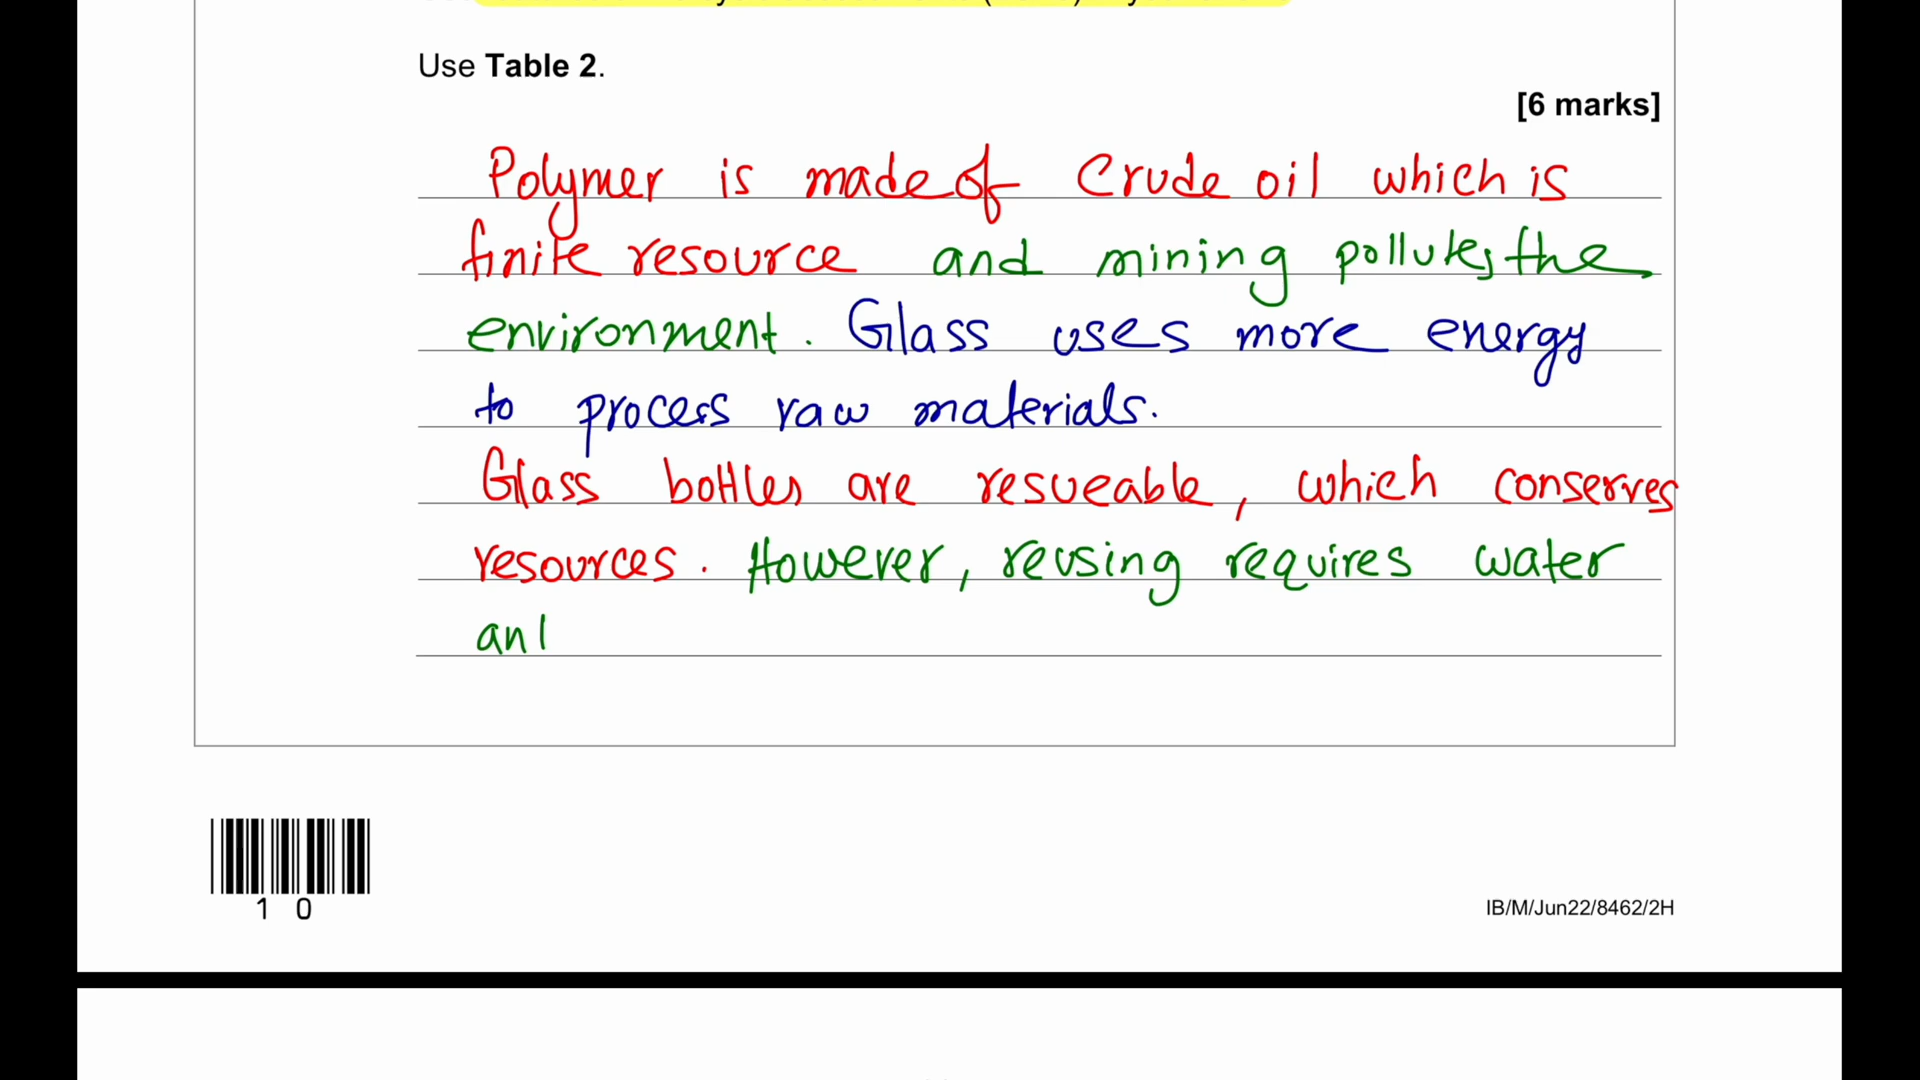 Use Table 2.
[6 marks]
Polymer is made of crude oil which is
finite resource and mining pollutes the
environment. Glass uses more energy
to process raw materials.
Glass bottles are resueable, which conserves
resources. However, reusing requires water
an
1 0
IB/M/Jun22/8462/2H